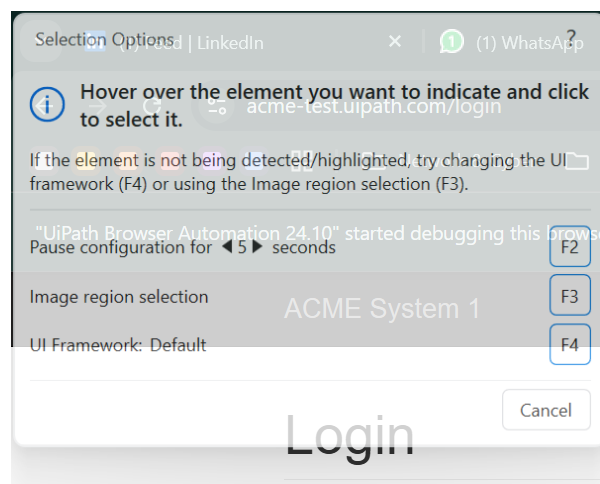 Selection Options
?
(1) Feed | LinkedIn
1
(1) WhatsApp
Hover over the element you want to indicate and click
to select it.
acme-test.uipath.com/login
If the element is not being detected/highlighted, try changing the UI
framework (F4) or using the Image region selection (F3).
"UiPath Browser Automation 24.10" started debugging this browse
Pause configuration for 5 seconds
F2
Image region selection
F3
ACME System 1
UI Framework: Default
F4
Cancel
Login